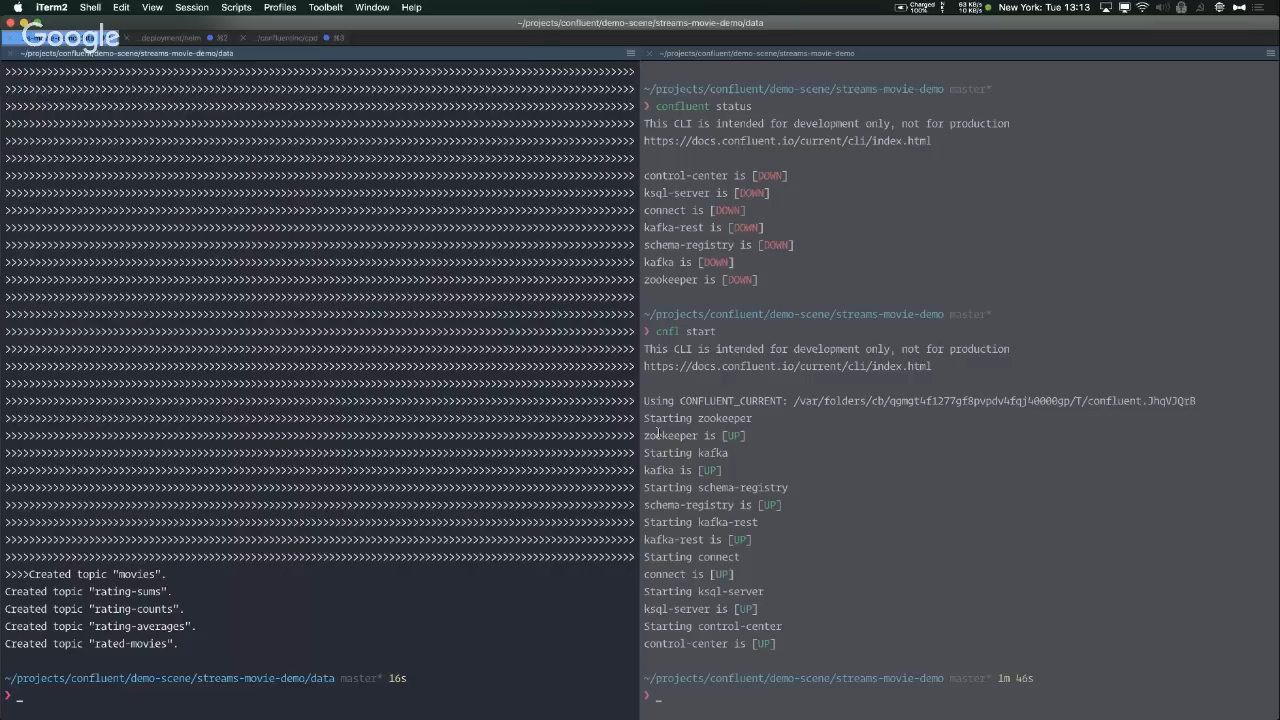 iTerm2 Shell Edit View Session Scripts Profiles Toolbelt Window Help
Charged 100% 63 KB/s 10 KB/s New York: Tue 13:13
~/projects/confluent/demo-scene/streams-movie-demo/data
Google
...deployment/helm ⌘2
⌘3
~/projects/confluent/demo-scene/streams-movie-demo/data
>>>>Created topic "movies".
Created topic "rating-sums".
Created topic "rating-counts".
Created topic "rating-averages".
Created topic "rated-movies".
~/projects/confluent/demo-scene/streams-movie-demo/data master* 16s
❯ _
~/projects/confluent/demo-scene/streams-movie-demo
~/projects/confluent/demo-scene/streams-movie-demo master*
❯ confluent status
This CLI is intended for development only, not for production
https://docs.confluent.io/current/cli/index.html
control-center is [DOWN]
ksql-server is [DOWN]
connect is [DOWN]
kafka-rest is [DOWN]
schema-registry is [DOWN]
kafka is [DOWN]
zookeeper is [DOWN]
~/projects/confluent/demo-scene/streams-movie-demo master*
❯ cnfl start
This CLI is intended for development only, not for production
https://docs.confluent.io/current/cli/index.html
Using CONFLUENT_CURRENT: /var/folders/cb/qgmgt4fi277gf8pvpdv4fqj40000gp/T/confluent.JhqVJQrB
Starting zookeeper
zookeeper is [UP]
Starting kafka
kafka is [UP]
Starting schema-registry
schema-registry is [UP]
Starting kafka-rest
kafka-rest is [UP]
Starting connect
connect is [UP]
Starting ksql-server
ksql-server is [UP]
Starting control-center
control-center is [UP]
~/projects/confluent/demo-scene/streams-movie-demo master* 1m 46s
❯ _